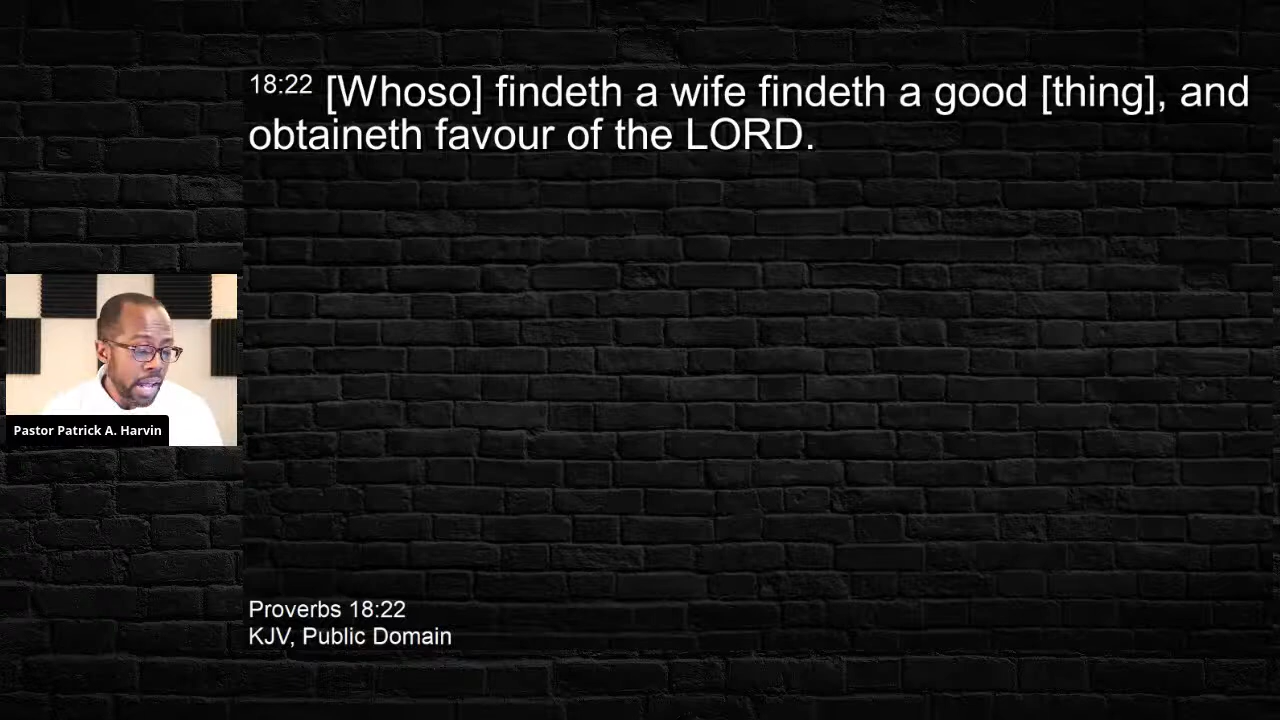 18:22 [Whoso] findeth a wife findeth a good [thing], and
obtaineth favour of the LORD.
Pastor Patrick A. Harvin
Proverbs 18:22
KJV, Public Domain